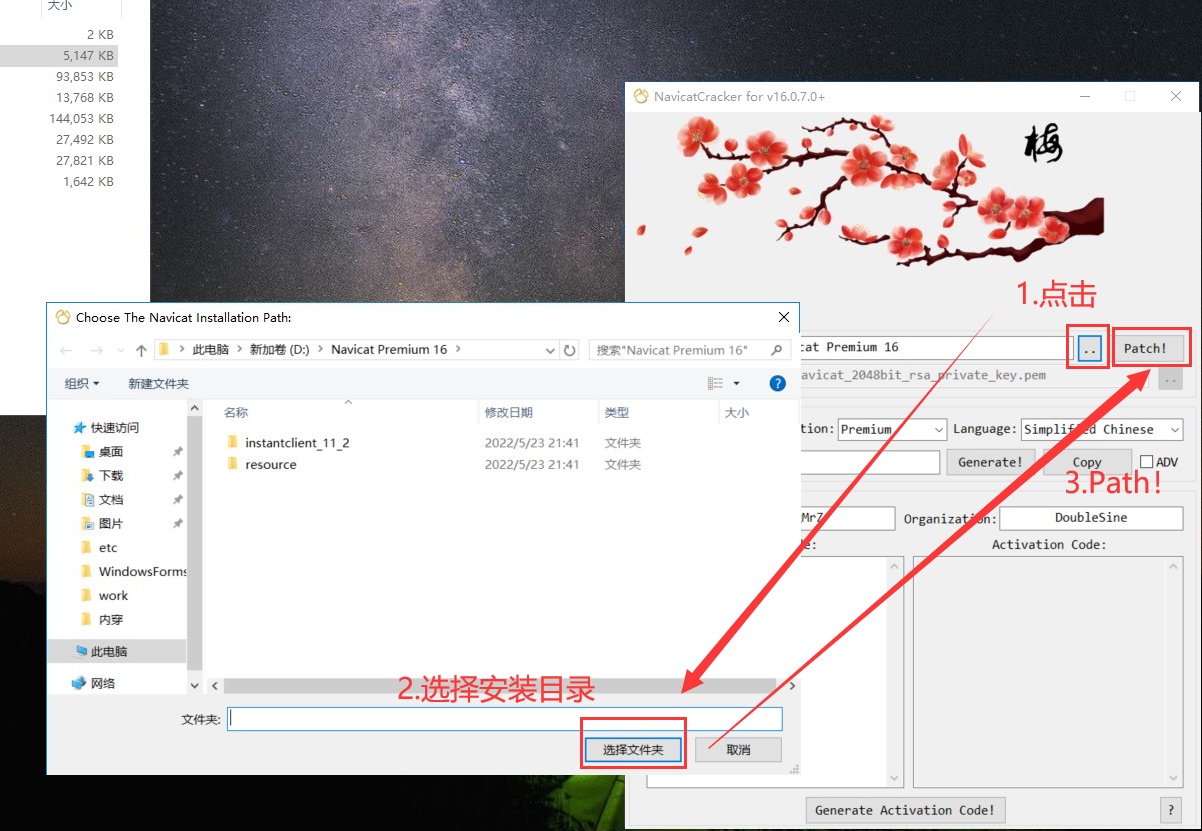 大小
2 KB
5,147 KB
93,853 KB
13,768 KB
144,053 KB
27,492 KB
27,821 KB
1,642 KB
NavicatCracker for v16.0.7.0+
梅
1.点击
Choose The Navicat Installation Path:
此电脑 > 新加卷 (D:) > Navicat Premium 16 >
搜索"Navicat Premium 16"
cat Premium 16
..
Patch!
avicat_2048bit_rsa_private_key.pem
..
组织
新建文件夹
?
名称
修改日期
类型
大小
instantclient_11_2
2022/5/23 21:41
文件夹
resource
2022/5/23 21:41
文件夹
快速访问
桌面
下载
文档
图片
etc
WindowsForms
work
内穿
此电脑
网络
tion:
Premium
Language:
Simplified Chinese
Generate!
Copy
ADV
3.Path!
MrZ
Organization:
DoubleSine
de:
Activation Code:
2.选择安装目录
文件夹:
选择文件夹
取消
Generate Activation Code!
?